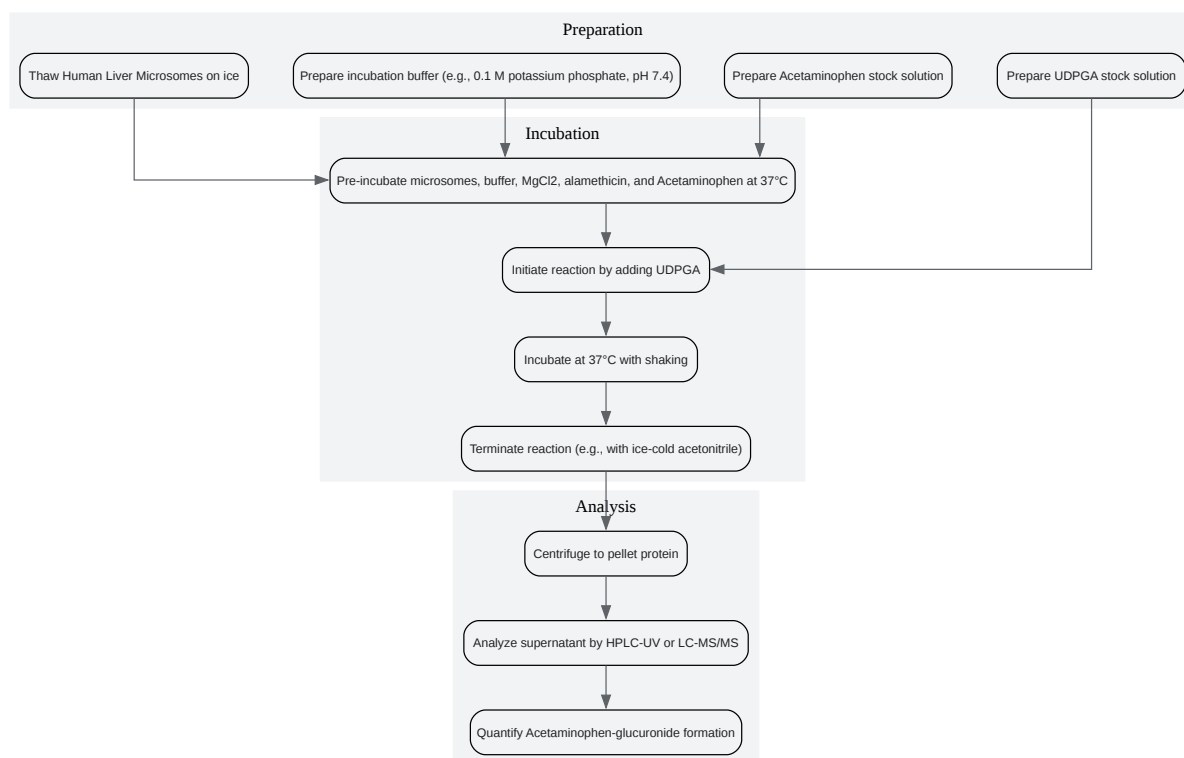 Preparation
Thaw Human Liver Microsomes on ice
Prepare incubation buffer (e.g., 0.1 M potassium phosphate, pH 7.4)
Prepare Acetaminophen stock solution
Prepare UDPGA stock solution
Incubation
Pre-incubate microsomes, buffer, MgCl2, alamethicin, and Acetaminophen at 37°C
Initiate reaction by adding UDPGA
Incubate at 37°C with shaking
Terminate reaction (e.g., with ice-cold acetonitrile)
Analysis
Centrifuge to pellet protein
Analyze supernatant by HPLC-UV or LC-MS/MS
Quantify Acetaminophen-glucuronide formation